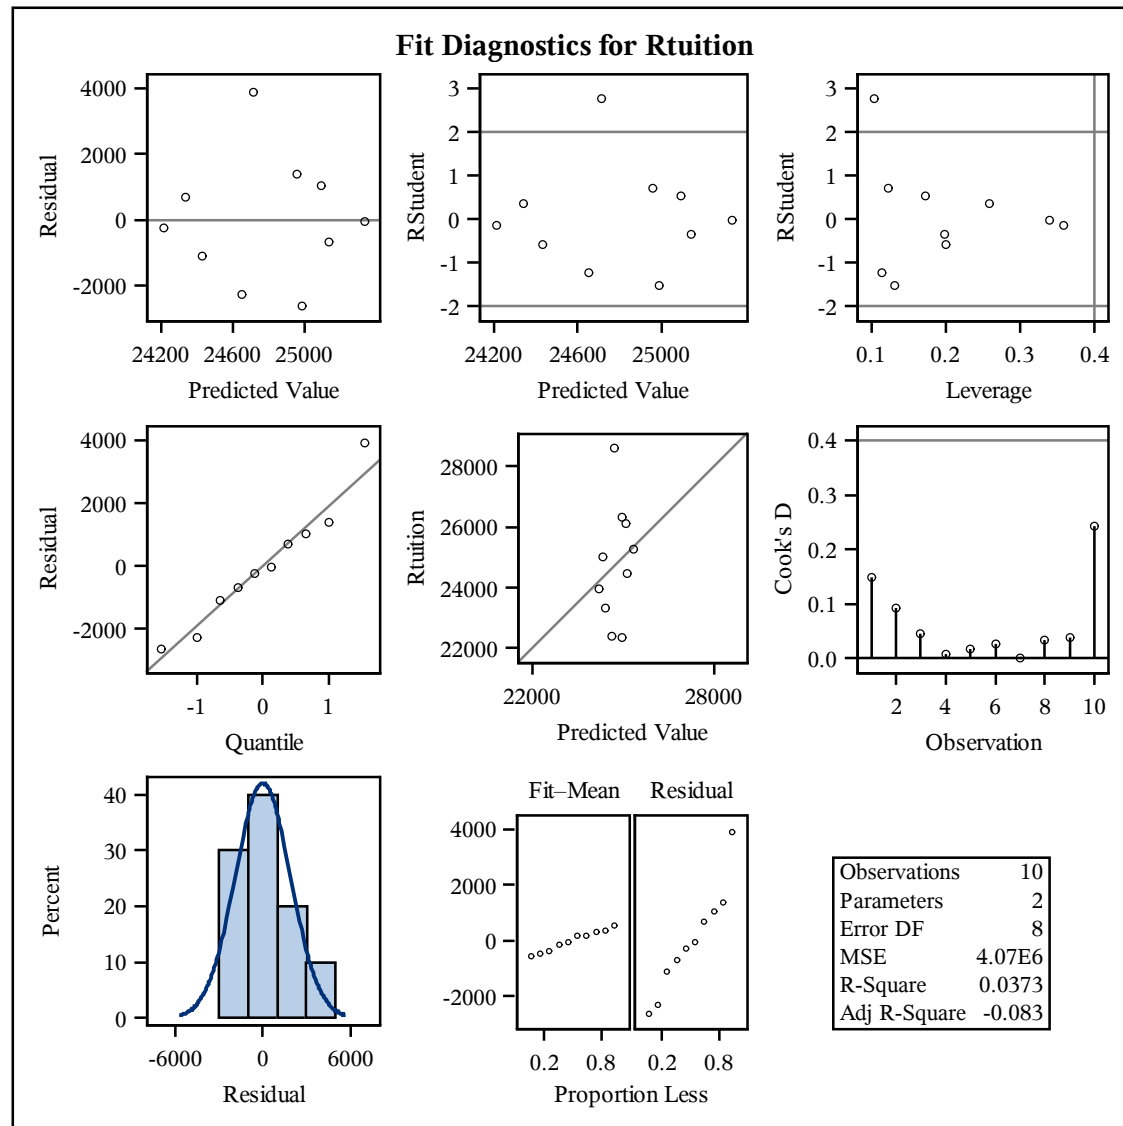 Fit Diagnostics for Rtuition
4000
2000
0
-2000
Residual
24200 24600 25000
Predicted Value
3
2
1
0
-1
-2
RStudent
24200 24600 25000
Predicted Value
3
2
1
0
-1
-2
RStudent
0.1 0.2 0.3 0.4
Leverage
4000
2000
0
-2000
Residual
-1 0 1
Quantile
28000
26000
24000
22000
Rtuition
22000 28000
Predicted Value
0.4
0.3
0.2
0.1
0.0
Cook's D
2 4 6 8 10
Observation
40
30
20
10
0
Percent
-6000 0 6000
Residual
Fit–Mean Residual
4000
2000
0
-2000
0.2 0.8 0.2 0.8
Proportion Less
Observations 10
Parameters 2
Error DF 8
MSE 4.07E6
R-Square 0.0373
Adj R-Square -0.083